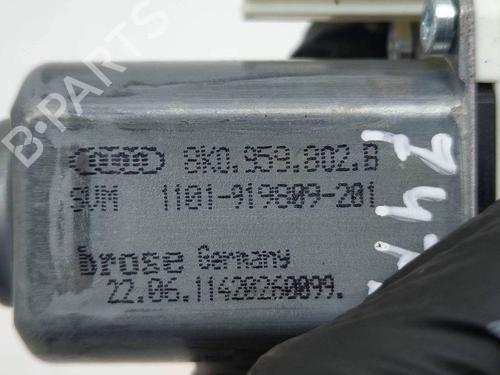 8K0.959.802.B
SVM 1101-919809-201
brose Germany
22.06.11420260099.
B-PARTS